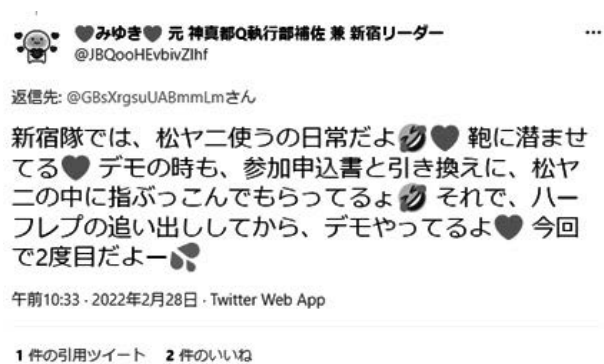 ♥みゆき♥ 元 神真都Q執行部補佐 兼 新宿リーダー
@JBQooHEvbivZlhf
返信先: @GBsXrgsuUABmmLmさん
新宿隊では、松ヤ二使うの日常だよ🤣♥ 鞄に潜ませ
てる♥ デモの時も、参加申込書と引き換えに、松ヤ
二の中に指ぶっこんでもらってるょ🤣 それで、ハー
フレプの追い出ししてから、デモやってるよ♥ 今回
で2度目だよー💦
午前10:33 · 2022年2月28日 · Twitter Web App
1 件の引用ツイート 2 件のいいね